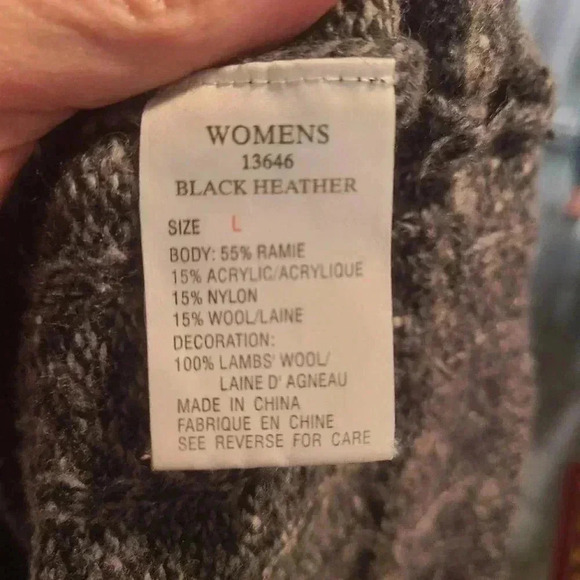 WOMENS
13646
BLACK HEATHER
SIZE L
BODY: 55% RAMIE
15% ACRYLIC/ACRYLIQUE
15% NYLON
15% WOOL/LAINE
DECORATION:
100% LAMBS' WOOL/
LAINE D' AGNEAU
MADE IN CHINA
FABRIQUE EN CHINE
SEE REVERSE FOR CARE